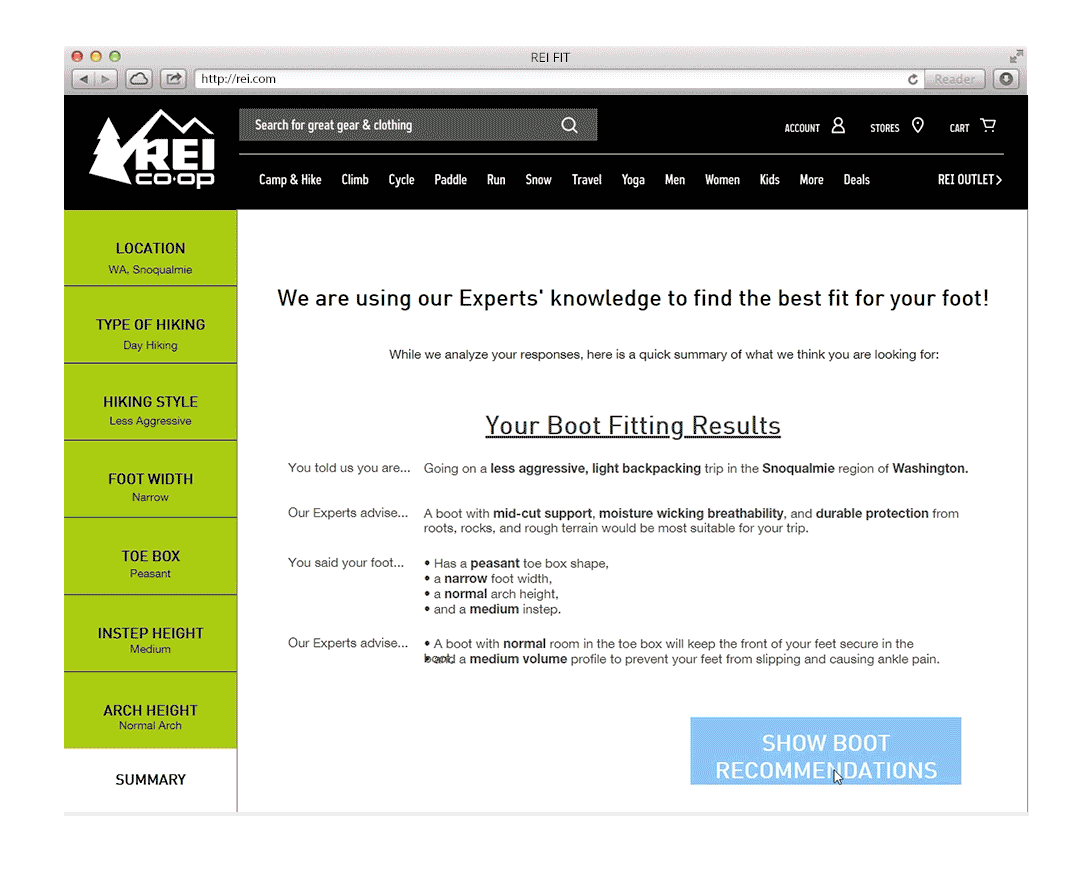 REI FIT
http://rei.com
Reader
REI
CO·OP
Search for great gear & clothing
ACCOUNT
STORES
CART
Camp & Hike Climb Cycle Paddle Run Snow Travel Yoga Men Women Kids More Deals REI OUTLET>
LOCATION
WA, Snoqualmie
TYPE OF HIKING
Day Hiking
HIKING STYLE
Less Aggressive
FOOT WIDTH
Narrow
TOE BOX
Peasant
INSTEP HEIGHT
Medium
ARCH HEIGHT
Normal Arch
SUMMARY
We are using our Experts' knowledge to find the best fit for your foot!
While we analyze your responses, here is a quick summary of what we think you are looking for:
Your Boot Fitting Results
You told us you are... Going on a less aggressive, light backpacking trip in the Snoqualmie region of Washington.
Our Experts advise... A boot with mid-cut support, moisture wicking breathability, and durable protection from
roots, rocks, and rough terrain would be most suitable for your trip.
You said your foot... • Has a peasant toe box shape,
• a narrow foot width,
• a normal arch height,
• and a medium instep.
Our Experts advise... • A boot with normal room in the toe box will keep the front of your feet secure in the
• and a medium volume profile to prevent your feet from slipping and causing ankle pain.
SHOW BOOT
RECOMMENDATIONS